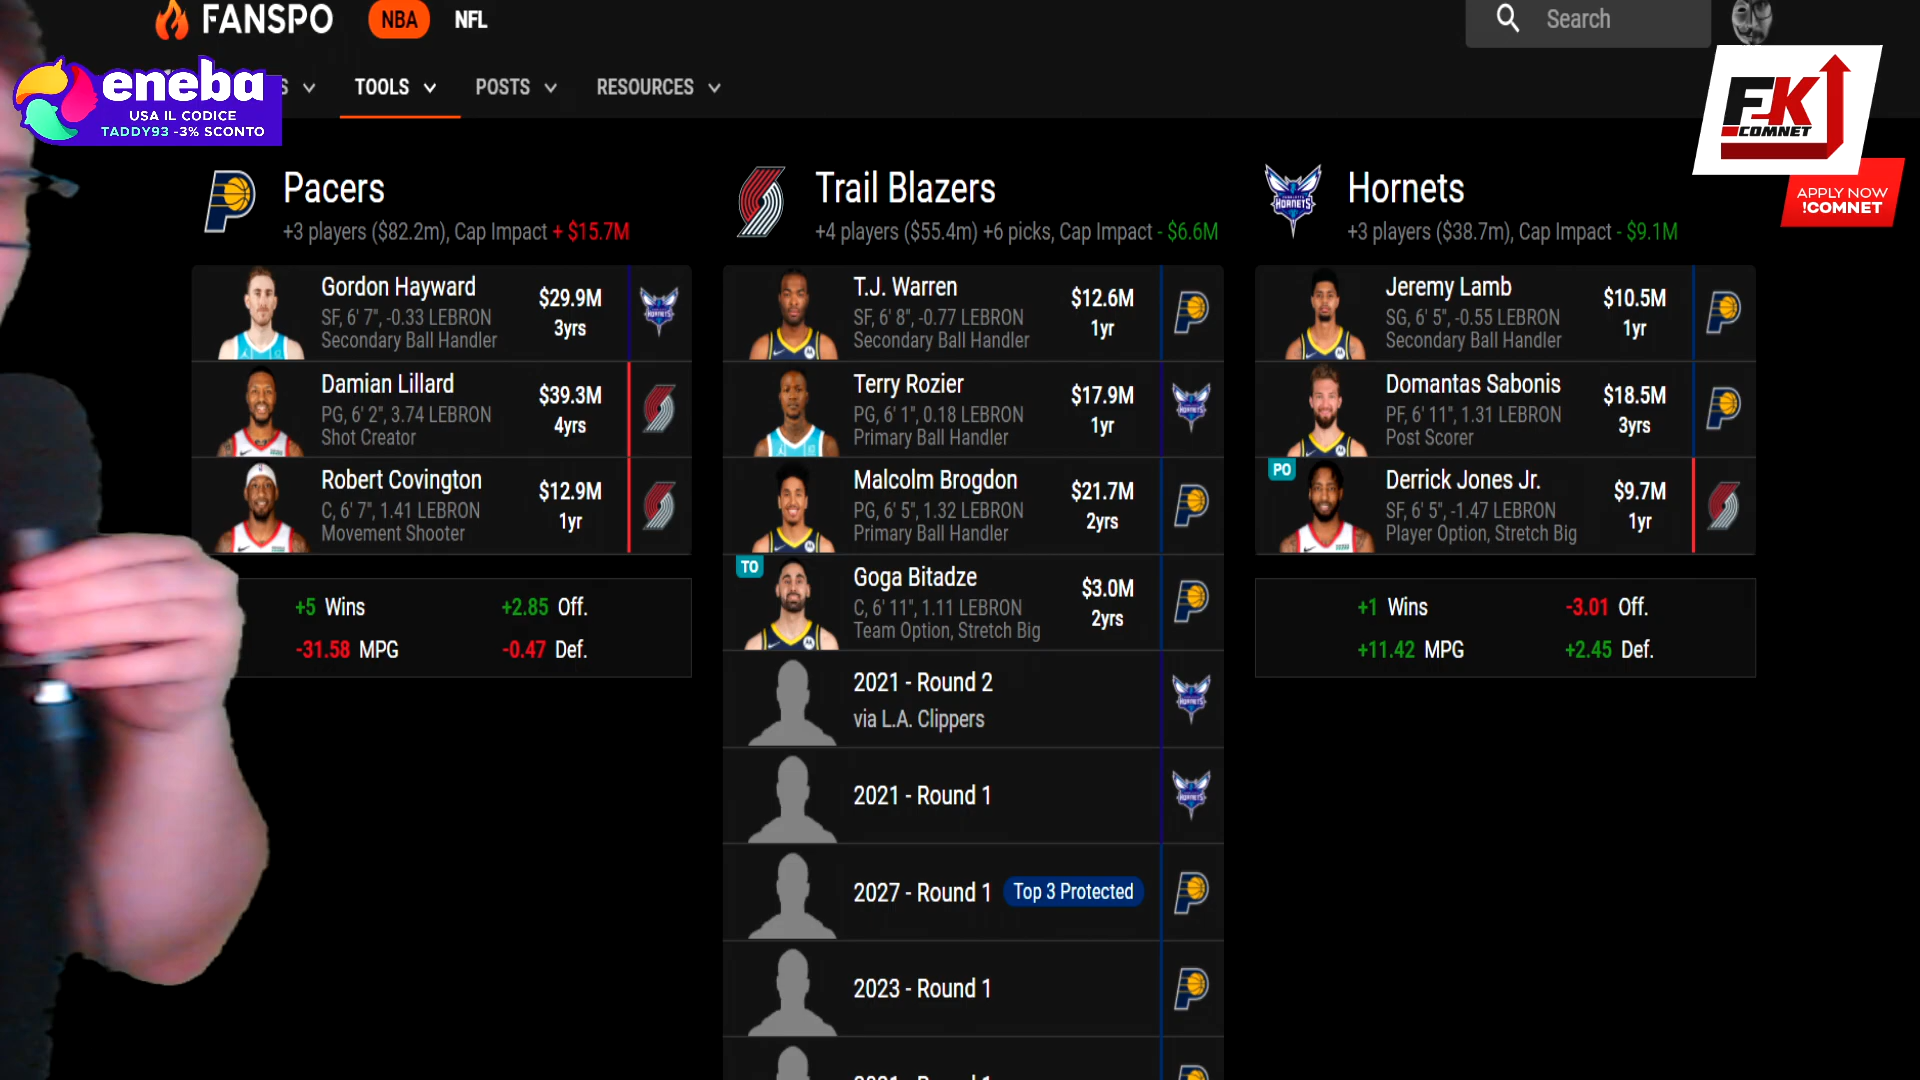 FANSPO
NBA
NFL
Search
eneba
USA IL CODICE
TADDY93 -3% SCONTO
S
TOOLS
POSTS
RESOURCES
EK
COMNET
APPLY NOW
!COMNET
Pacers
+3 players ($82.2m), Cap Impact + $15.7M
Gordon Hayward
SF, 6' 7", -0.33 LEBRON
Secondary Ball Handler
$29.9M
3yrs
Damian Lillard
PG, 6' 2", 3.74 LEBRON
Shot Creator
$39.3M
4yrs
Robert Covington
C, 6' 7", 1.41 LEBRON
Movement Shooter
$12.9M
1yr
+5 Wins
+2.85 Off.
-31.58 MPG
-0.47 Def.
Trail Blazers
+4 players ($55.4m) +6 picks, Cap Impact - $6.6M
T.J. Warren
SF, 6' 8", -0.77 LEBRON
Secondary Ball Handler
$12.6M
1yr
Terry Rozier
PG, 6' 1", 0.18 LEBRON
Primary Ball Handler
$17.9M
1yr
Malcolm Brogdon
PG, 6' 5", 1.32 LEBRON
Primary Ball Handler
$21.7M
2yrs
TO
Goga Bitadze
C, 6' 11", 1.11 LEBRON
Team Option, Stretch Big
$3.0M
2yrs
2021 - Round 2
via L.A. Clippers
2021 - Round 1
2027 - Round 1 Top 3 Protected
2023 - Round 1
Hornets
+3 players ($38.7m), Cap Impact - $9.1M
Jeremy Lamb
SG, 6' 5", -0.55 LEBRON
Secondary Ball Handler
$10.5M
1yr
Domantas Sabonis
PF, 6' 11", 1.31 LEBRON
Post Scorer
$18.5M
3yrs
PO
Derrick Jones Jr.
SF, 6' 5", -1.47 LEBRON
Player Option, Stretch Big
$9.7M
1yr
+1 Wins
-3.01 Off.
+11.42 MPG
+2.45 Def.